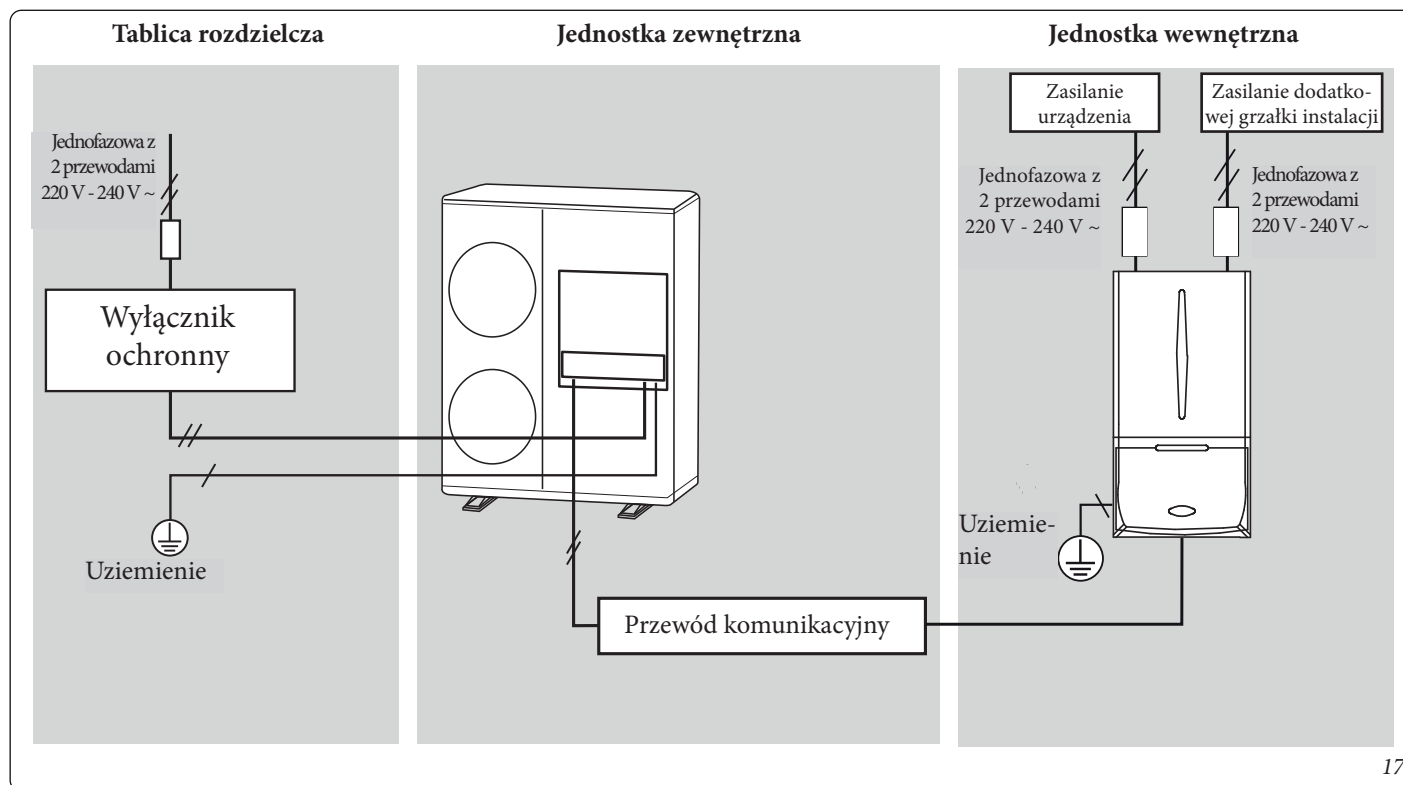 Tablica rozdzielcza
Jednostka zewnętrzna
Jednostka wewnętrzna
Jednofazowa z
2 przewodami
220 V - 240 V ~
Wyłącznik
ochronny
Uziemienie
Zasilanie
urządzenia
Zasilanie dodatko-
wej grzałki instalacji
Jednofazowa z
2 przewodami
220 V - 240 V ~
Jednofazowa z
2 przewodami
220 V - 240 V ~
Uziemie-
nie
Przewód komunikacyjny
17